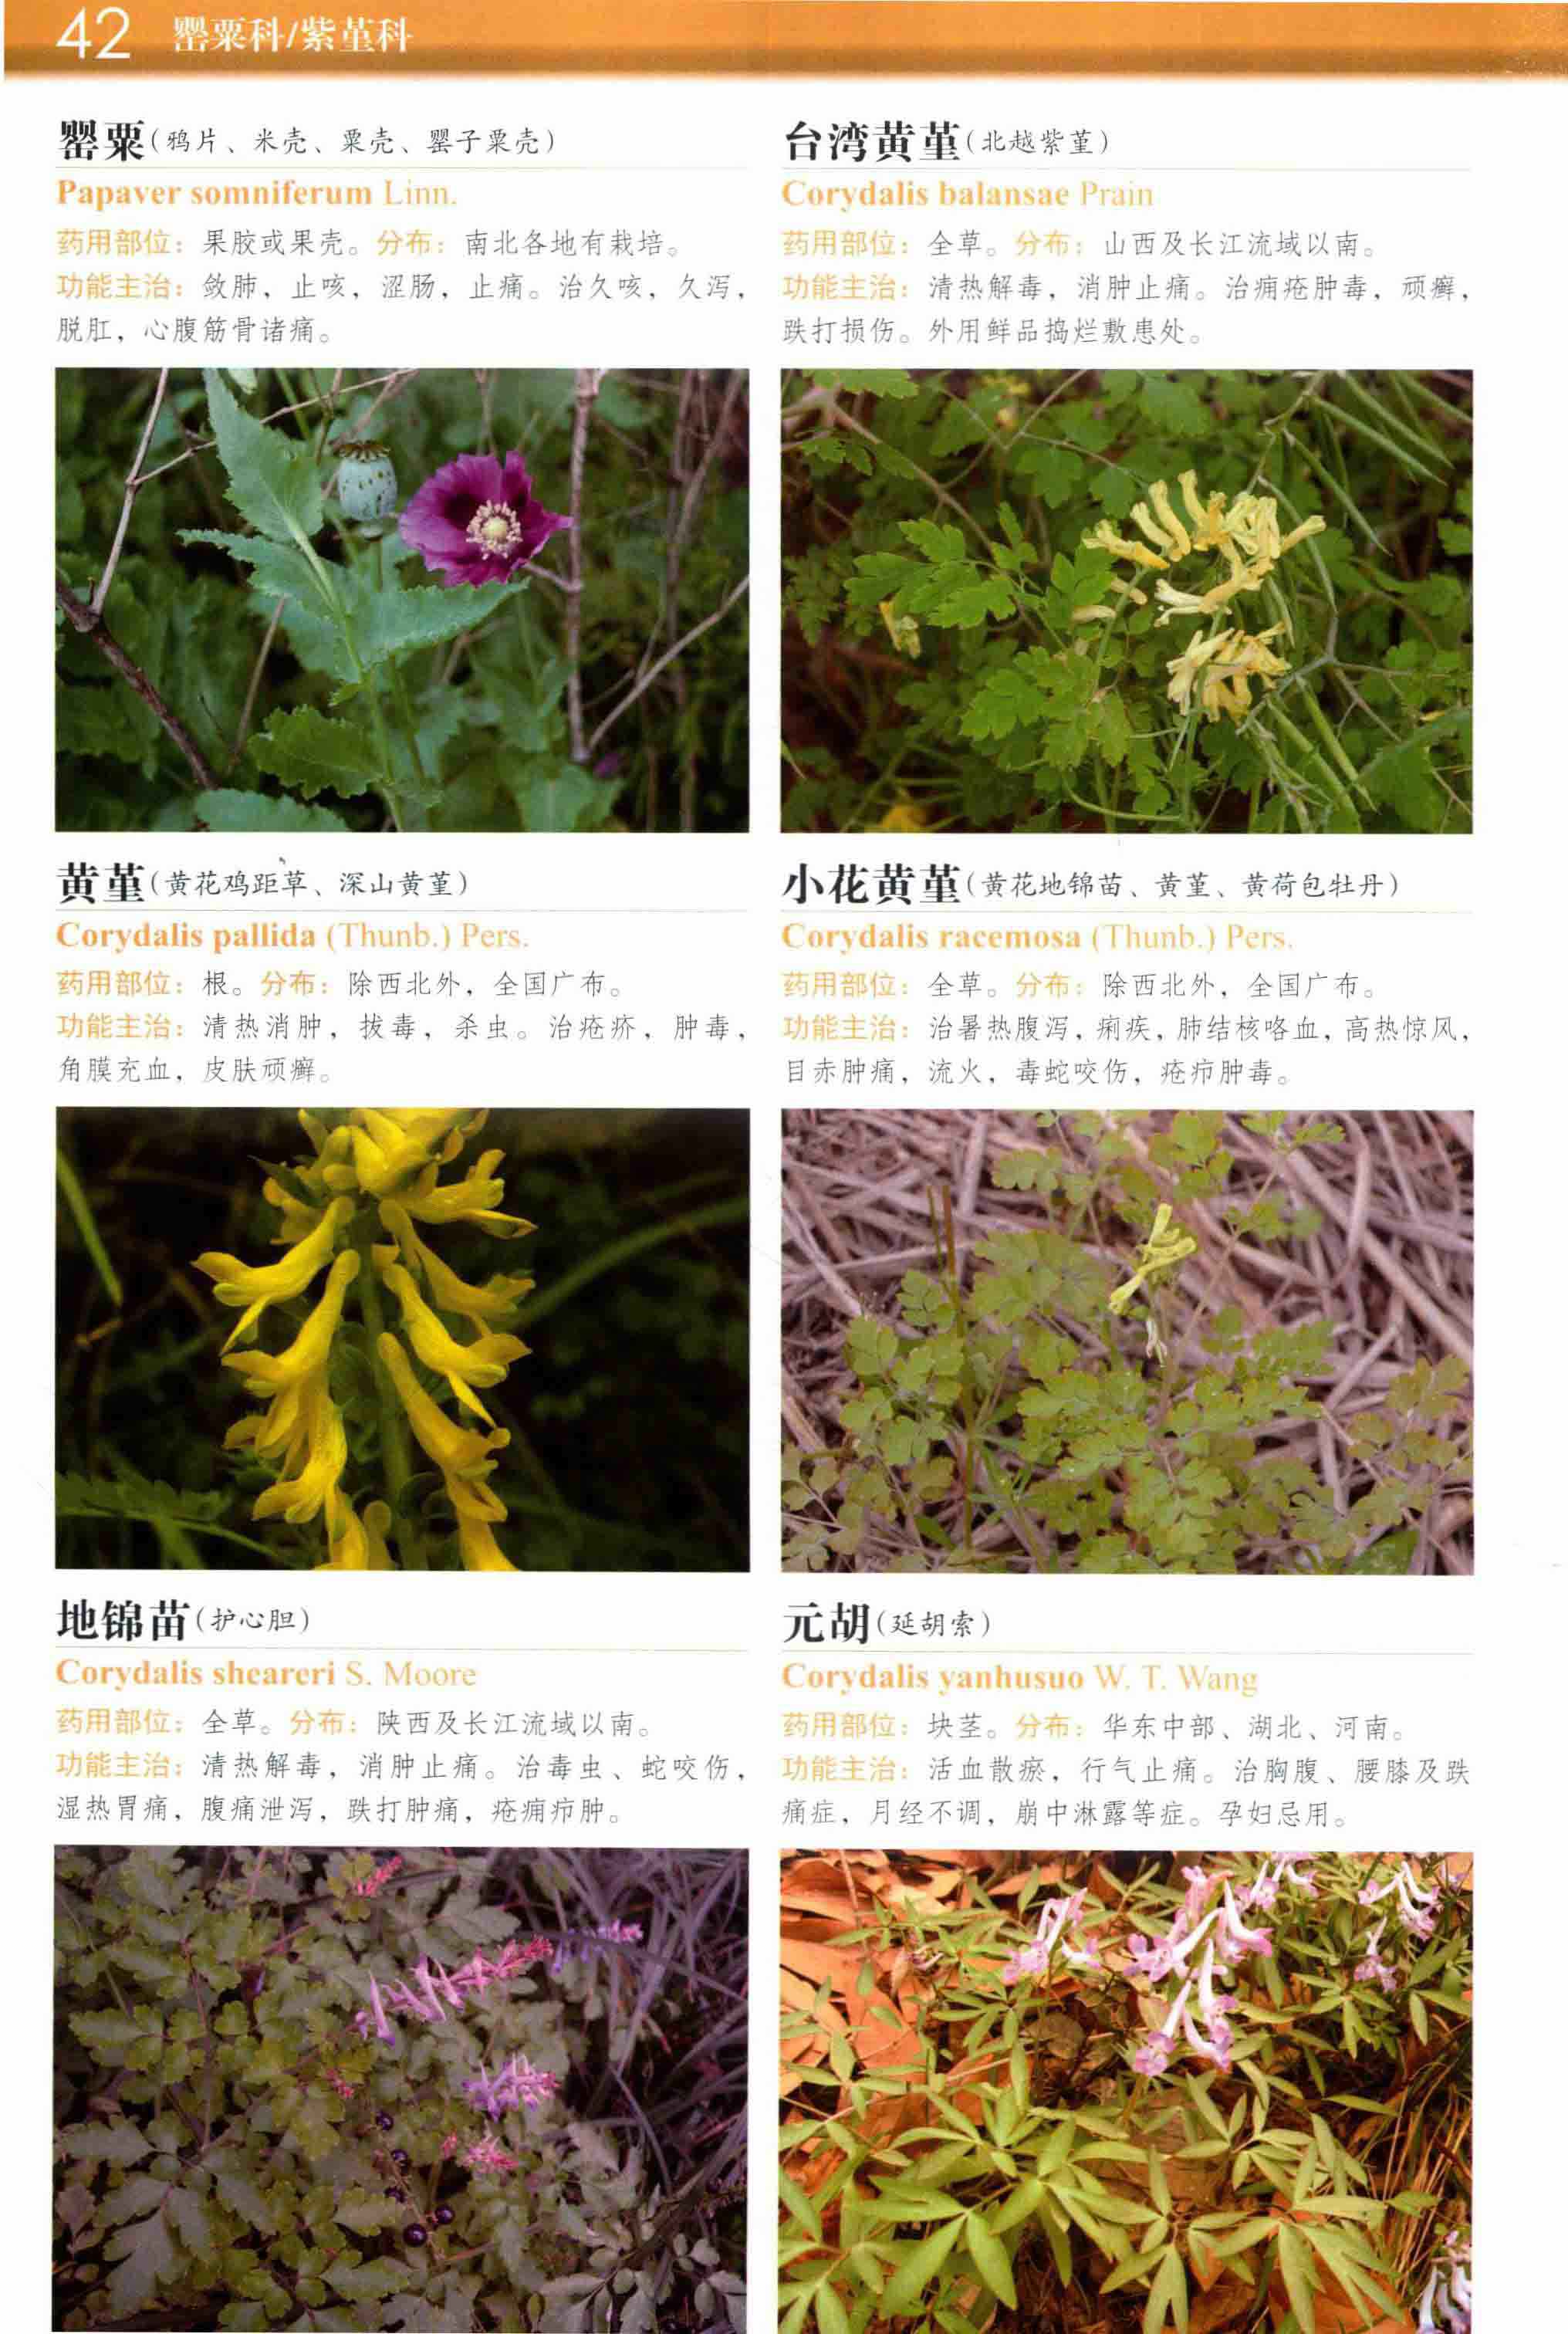 42 罂粟科/紫堇科
罂粟(鸦片、米壳、粟壳、罂子粟壳)
Papaver somniferum Linn.
药用部位：果胶或果壳。分布：南北各地有栽培。
功能主治：敛肺，止咳，涩肠，止痛。治久咳，久泻，
脱肛，心腹筋骨诸痛。
台湾黄堇(北越紫堇)
Corydalis balansae Prain
药用部位：全草。分布：山西及长江流域以南。
功能主治：清热解毒，消肿止痛。治痈疮肿毒，顽癣，
跌打损伤。外用鲜品捣烂敷患处。
黄堇(黄花鸡距草、深山黄堇)
Corydalis pallida (Thunb.) Pers.
药用部位：根。分布：除西北外，全国广布。
功能主治：清热消肿，拔毒，杀虫。治疮疥，肿毒，
角膜充血，皮肤顽癣。
小花黄堇(黄花地锦苗、黄堇、黄荷包牡丹)
Corydalis racemosa (Thunb.) Pers.
药用部位：全草。分布：除西北外，全国广布。
功能主治：治暑热腹泻，痢疾，肺结核咯血，高热惊风，
目赤肿痛，流火，毒蛇咬伤，疮疖肿毒。
地锦苗(护心胆)
Corydalis sheareri S. Moore
药用部位：全草。分布：陕西及长江流域以南。
功能主治：清热解毒，消肿止痛。治毒虫、蛇咬伤，
湿热胃痛，腹痛泄泻，跌打肿痛，疮痈疖肿。
元胡(延胡索)
Corydalis yanhusuo W. T. Wang
药用部位：块茎。分布：华东中部、湖北、河南。
功能主治：活血散瘀，行气止痛。治胸腹、腰膝及跌
痛症，月经不调，崩中淋露等症。孕妇忌用。